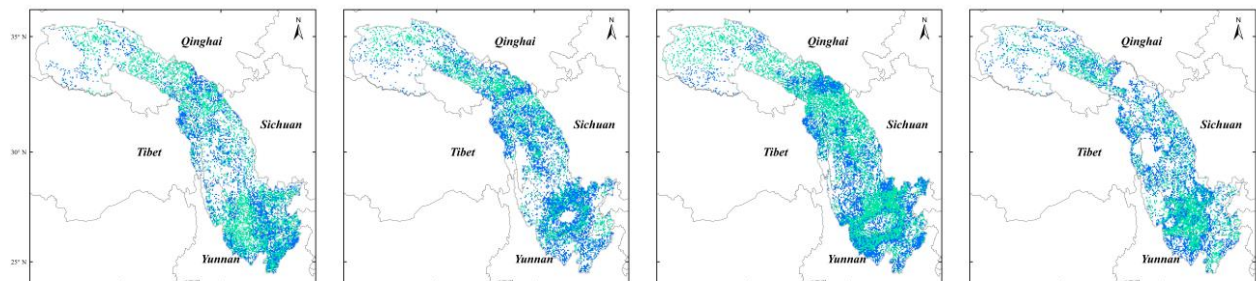 N
N
N
N
35° N
Qinghai
Qinghai
Qinghai
Qinghai
Sichuan
Sichuan
Sichuan
Sichuan
30° N
Tibet
Tibet
Tibet
Tibet
25° N
Yunnan
Yunnan
Yunnan
Yunnan